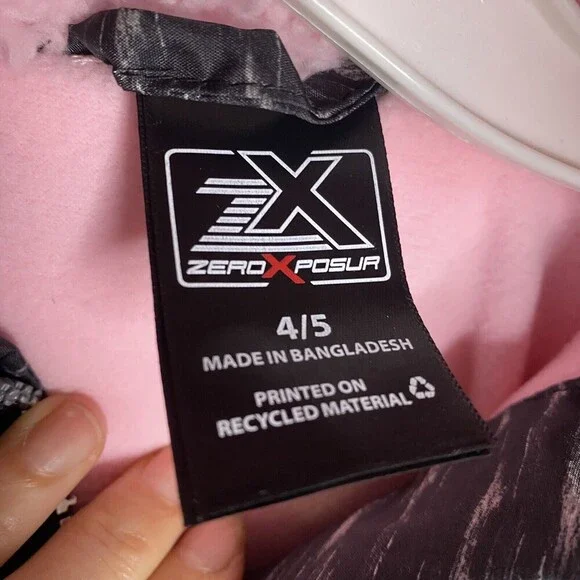 ZX
ZEROXPOSUR
4/5
MADE IN BANGLADESH
PRINTED ON
RECYCLED MATERIAL